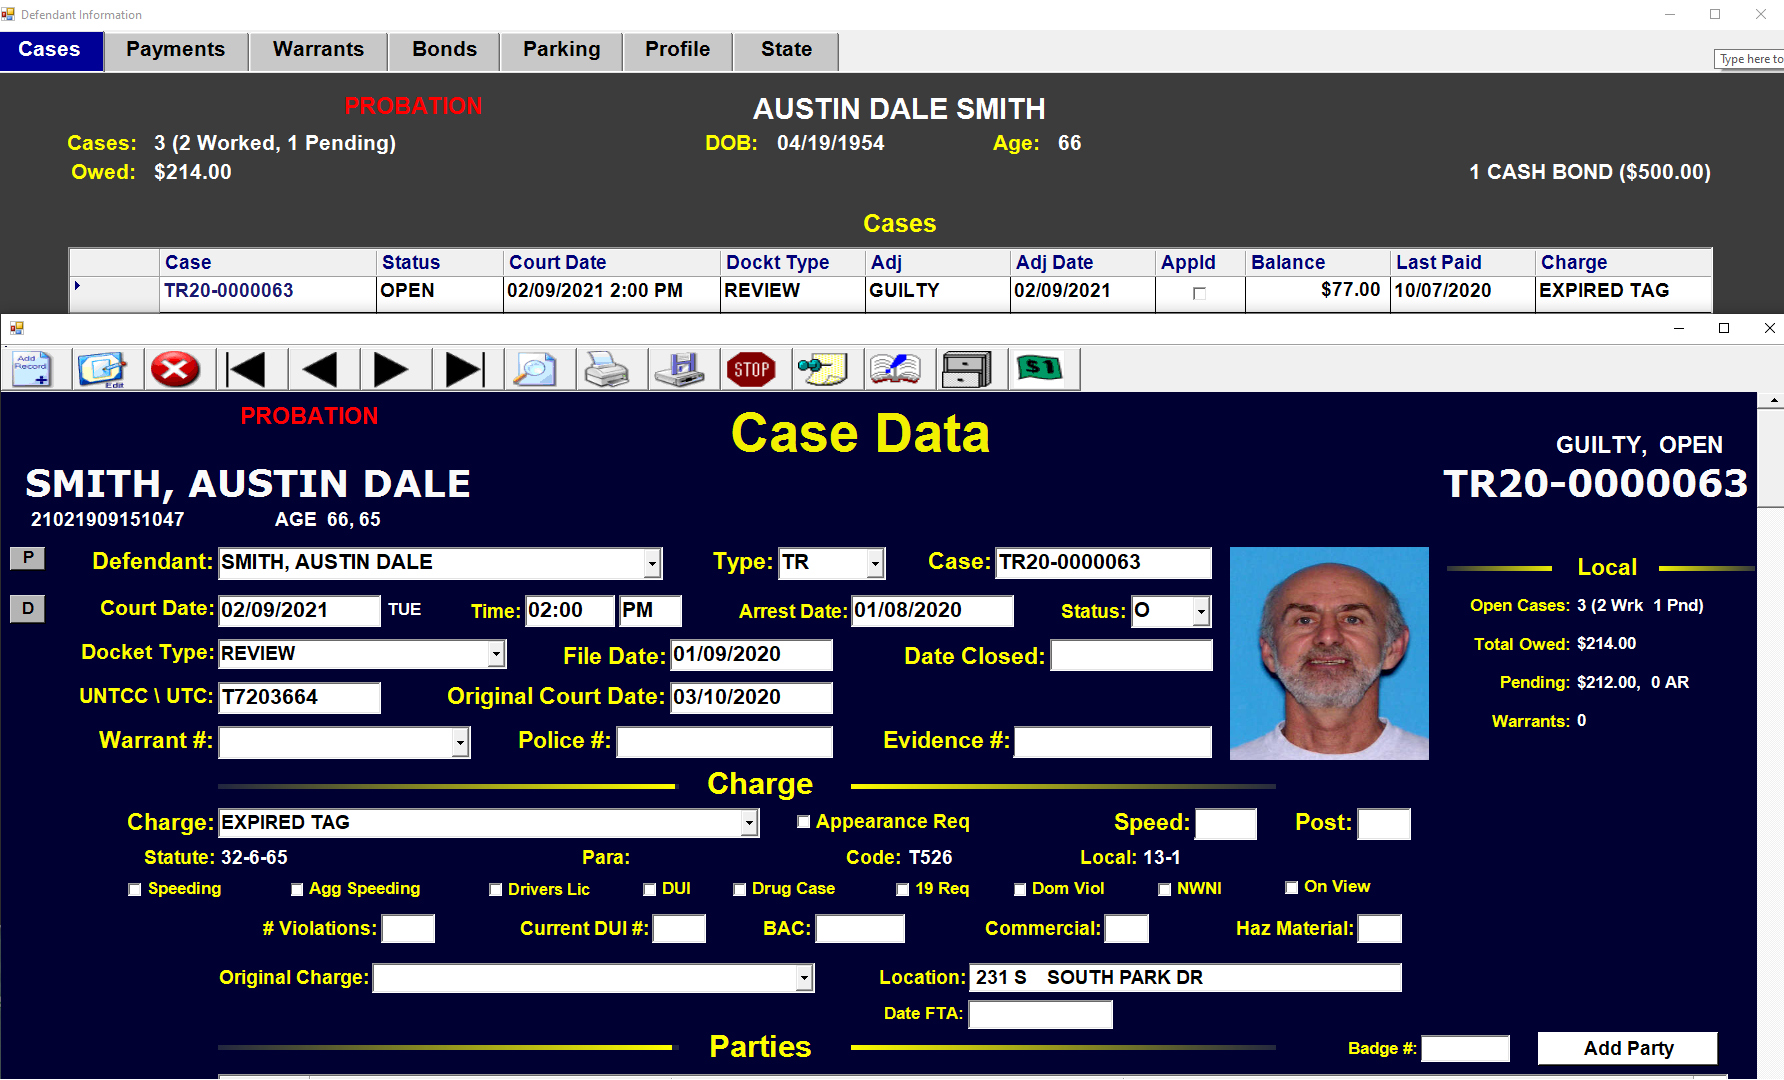 Defendant Information
Cases Payments Warrants Bonds Parking Profile State
Type here to
PROBATION AUSTIN DALE SMITH
Cases: 3 (2 Worked, 1 Pending) DOB: 04/19/1954 Age: 66
Owed: $214.00 1 CASH BOND ($500.00)
Cases
Case Status Court Date Dockt Type Adj Adj Date Appld Balance Last Paid Charge
TR20-0000063 OPEN 02/09/2021 2:00 PM REVIEW GUILTY 02/09/2021 $77.00 10/07/2020 EXPIRED TAG
Add Record Edit STOP $1
PROBATION Case Data GUILTY, OPEN
SMITH, AUSTIN DALE TR20-0000063
21021909151047 AGE 66, 65
P Defendant: SMITH, AUSTIN DALE Type: TR Case: TR20-0000063 Local
D Court Date: 02/09/2021 TUE Time: 02:00 PM Arrest Date: 01/08/2020 Status: O Open Cases: 3 (2 Wrk 1 Pnd)
Docket Type: REVIEW File Date: 01/09/2020 Date Closed: Total Owed: $214.00
UNTCC \ UTC: T7203664 Original Court Date: 03/10/2020 Pending: $212.00, 0 AR
Warrant #: Police #: Evidence #: Warrants: 0
Charge
Charge: EXPIRED TAG Appearance Req Speed: Post:
Statute: 32-6-65 Para: Code: T526 Local: 13-1
Speeding Agg Speeding Drivers Lic DUI Drug Case 19 Req Dom Viol NWNI On View
# Violations: Current DUI #: BAC: Commercial: Haz Material:
Original Charge: Location: 231 S SOUTH PARK DR
Date FTA:
Parties Badge #: Add Party